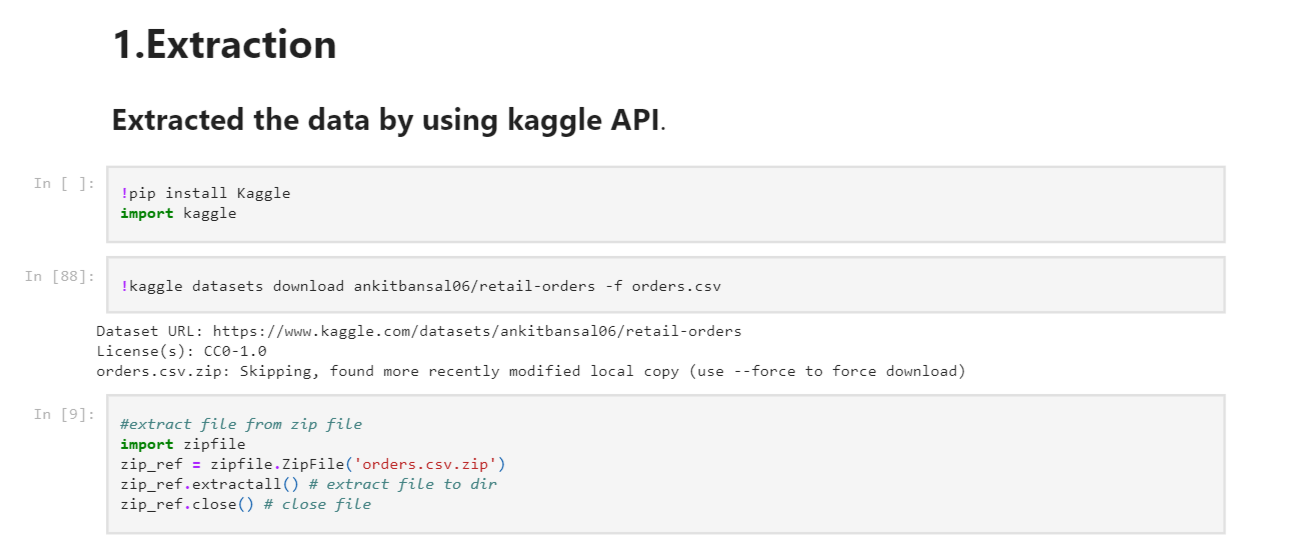 1.Extraction
Extracted the data by using kaggle API.
In [ ]:
!pip install Kaggle
import kaggle
In [88]:
!kaggle datasets download ankitbansal06/retail-orders -f orders.csv
Dataset URL: https://www.kaggle.com/datasets/ankitbansal06/retail-orders
License(s): CC0-1.0
orders.csv.zip: Skipping, found more recently modified local copy (use --force to force download)
In [9]:
#extract file from zip file
import zipfile
zip_ref = zipfile.ZipFile('orders.csv.zip')
zip_ref.extractall() # extract file to dir
zip_ref.close() # close file